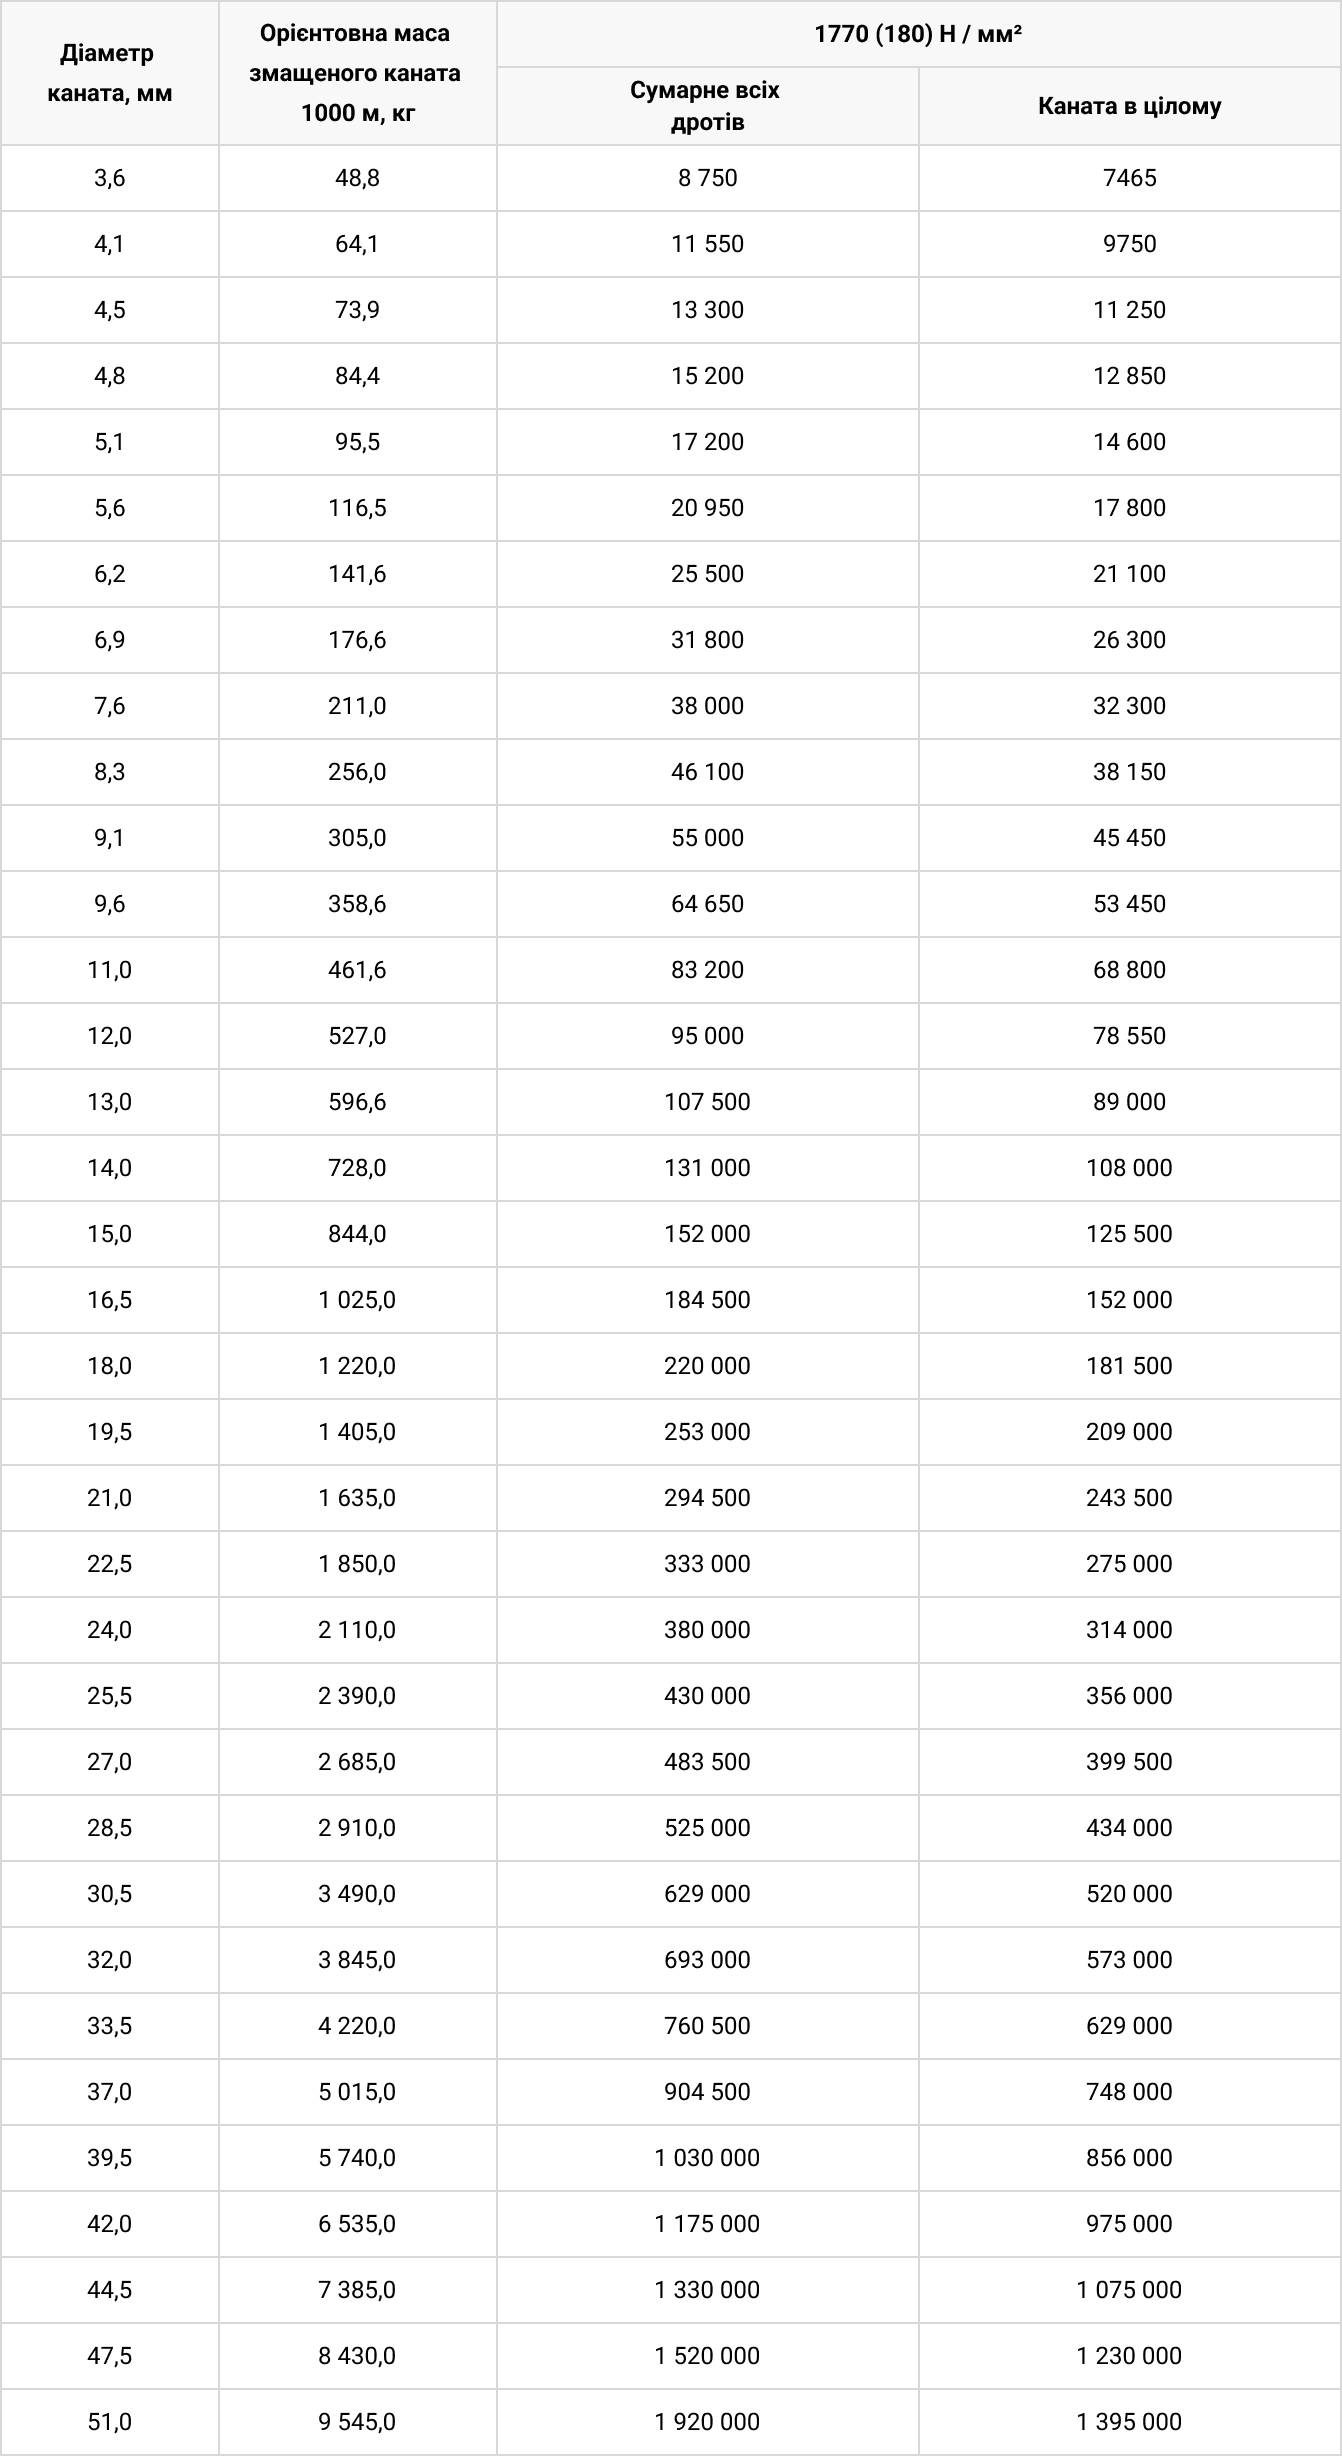 Діаметр
каната, мм
Орієнтовна маса
змащеного каната
1000 м, кг
1770 (180) Н / мм²
Сумарне всіх
дротів
Каната в цілому
3,6 48,8 8 750 7465
4,1 64,1 11 550 9750
4,5 73,9 13 300 11 250
4,8 84,4 15 200 12 850
5,1 95,5 17 200 14 600
5,6 116,5 20 950 17 800
6,2 141,6 25 500 21 100
6,9 176,6 31 800 26 300
7,6 211,0 38 000 32 300
8,3 256,0 46 100 38 150
9,1 305,0 55 000 45 450
9,6 358,6 64 650 53 450
11,0 461,6 83 200 68 800
12,0 527,0 95 000 78 550
13,0 596,6 107 500 89 000
14,0 728,0 131 000 108 000
15,0 844,0 152 000 125 500
16,5 1 025,0 184 500 152 000
18,0 1 220,0 220 000 181 500
19,5 1 405,0 253 000 209 000
21,0 1 635,0 294 500 243 500
22,5 1 850,0 333 000 275 000
24,0 2 110,0 380 000 314 000
25,5 2 390,0 430 000 356 000
27,0 2 685,0 483 500 399 500
28,5 2 910,0 525 000 434 000
30,5 3 490,0 629 000 520 000
32,0 3 845,0 693 000 573 000
33,5 4 220,0 760 500 629 000
37,0 5 015,0 904 500 748 000
39,5 5 740,0 1 030 000 856 000
42,0 6 535,0 1 175 000 975 000
44,5 7 385,0 1 330 000 1 075 000
47,5 8 430,0 1 520 000 1 230 000
51,0 9 545,0 1 920 000 1 395 000